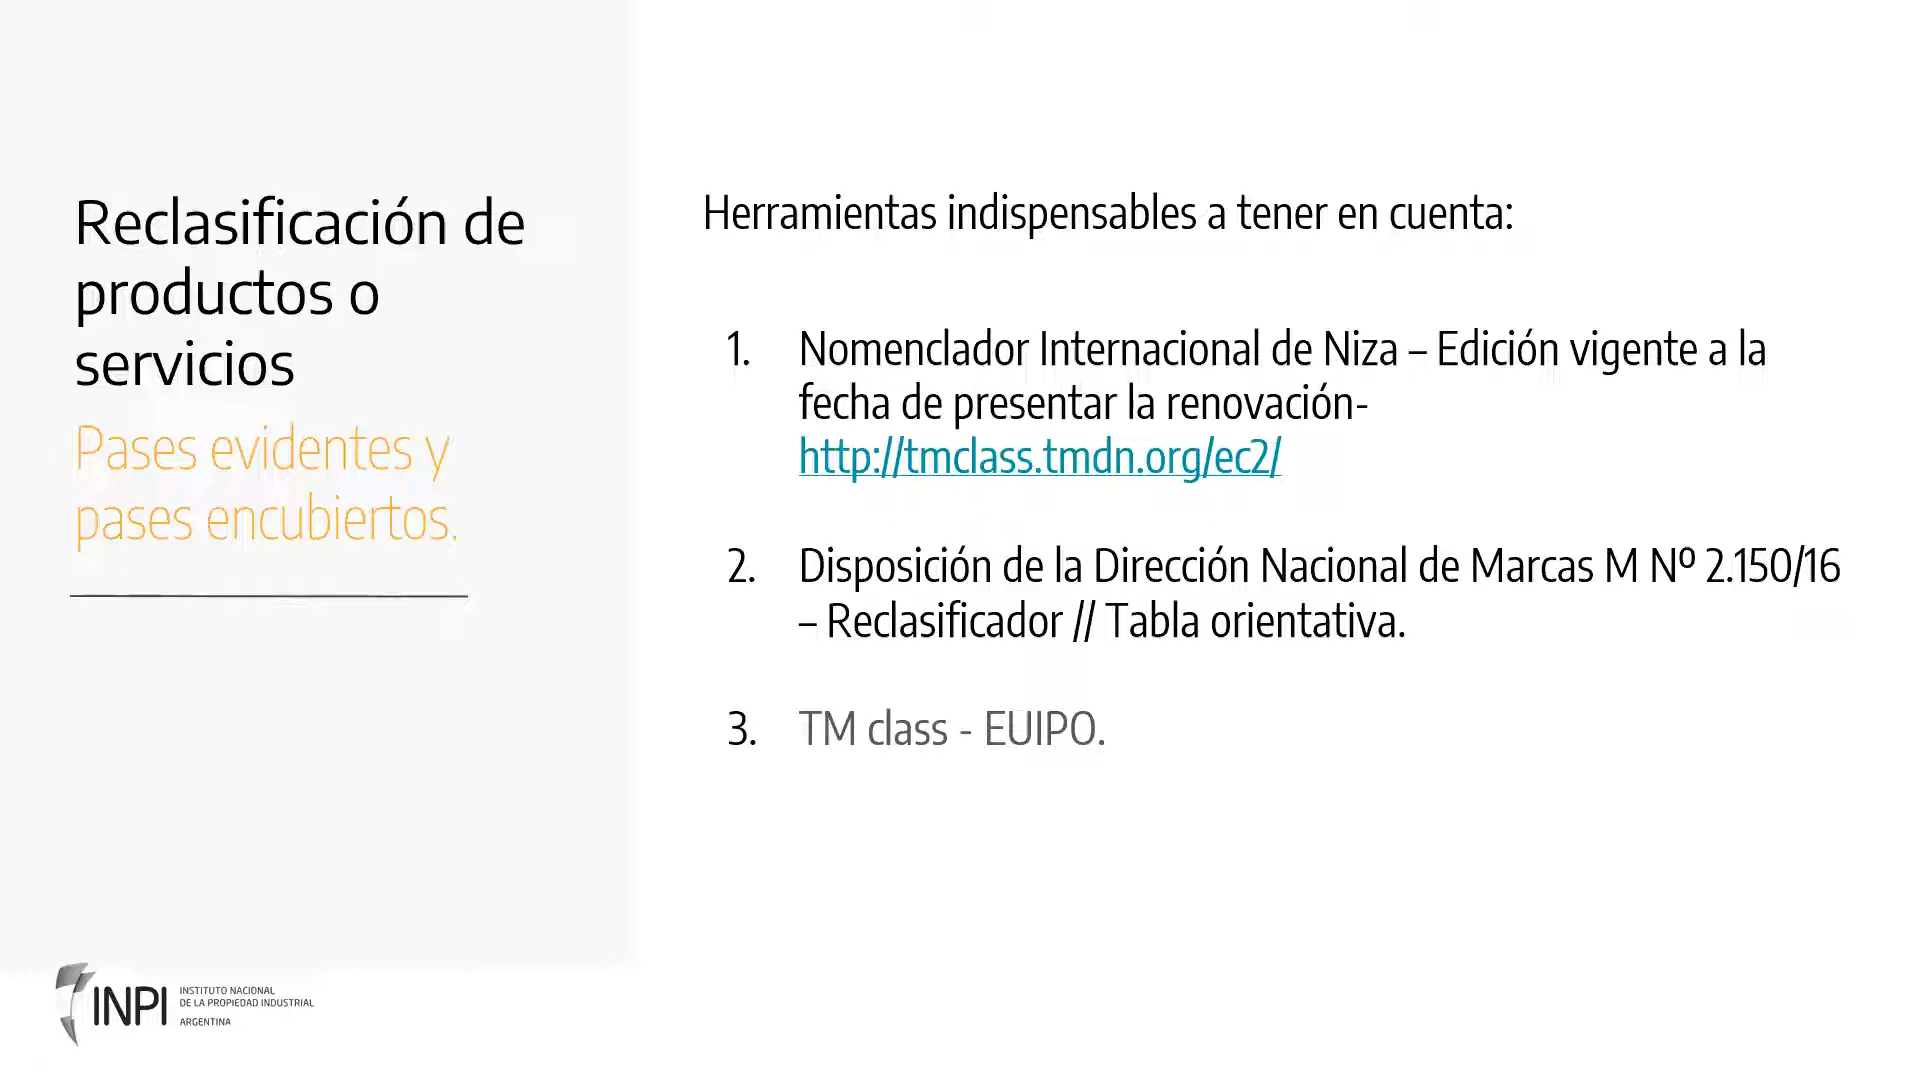 Reclasificación de
productos o
servicios
Pases evidentes y
pases encubiertos.
Herramientas indispensables a tener en cuenta:
1. Nomenclador Internacional de Niza – Edición vigente a la
fecha de presentar la renovación-
http://tmclass.tmdn.org/ec2/
2. Disposición de la Dirección Nacional de Marcas M Nº 2.150/16
– Reclasificador // Tabla orientativa.
3. TM class - EUIPO.
INPI
INSTITUTO NACIONAL
DE LA PROPIEDAD INDUSTRIAL
ARGENTINA